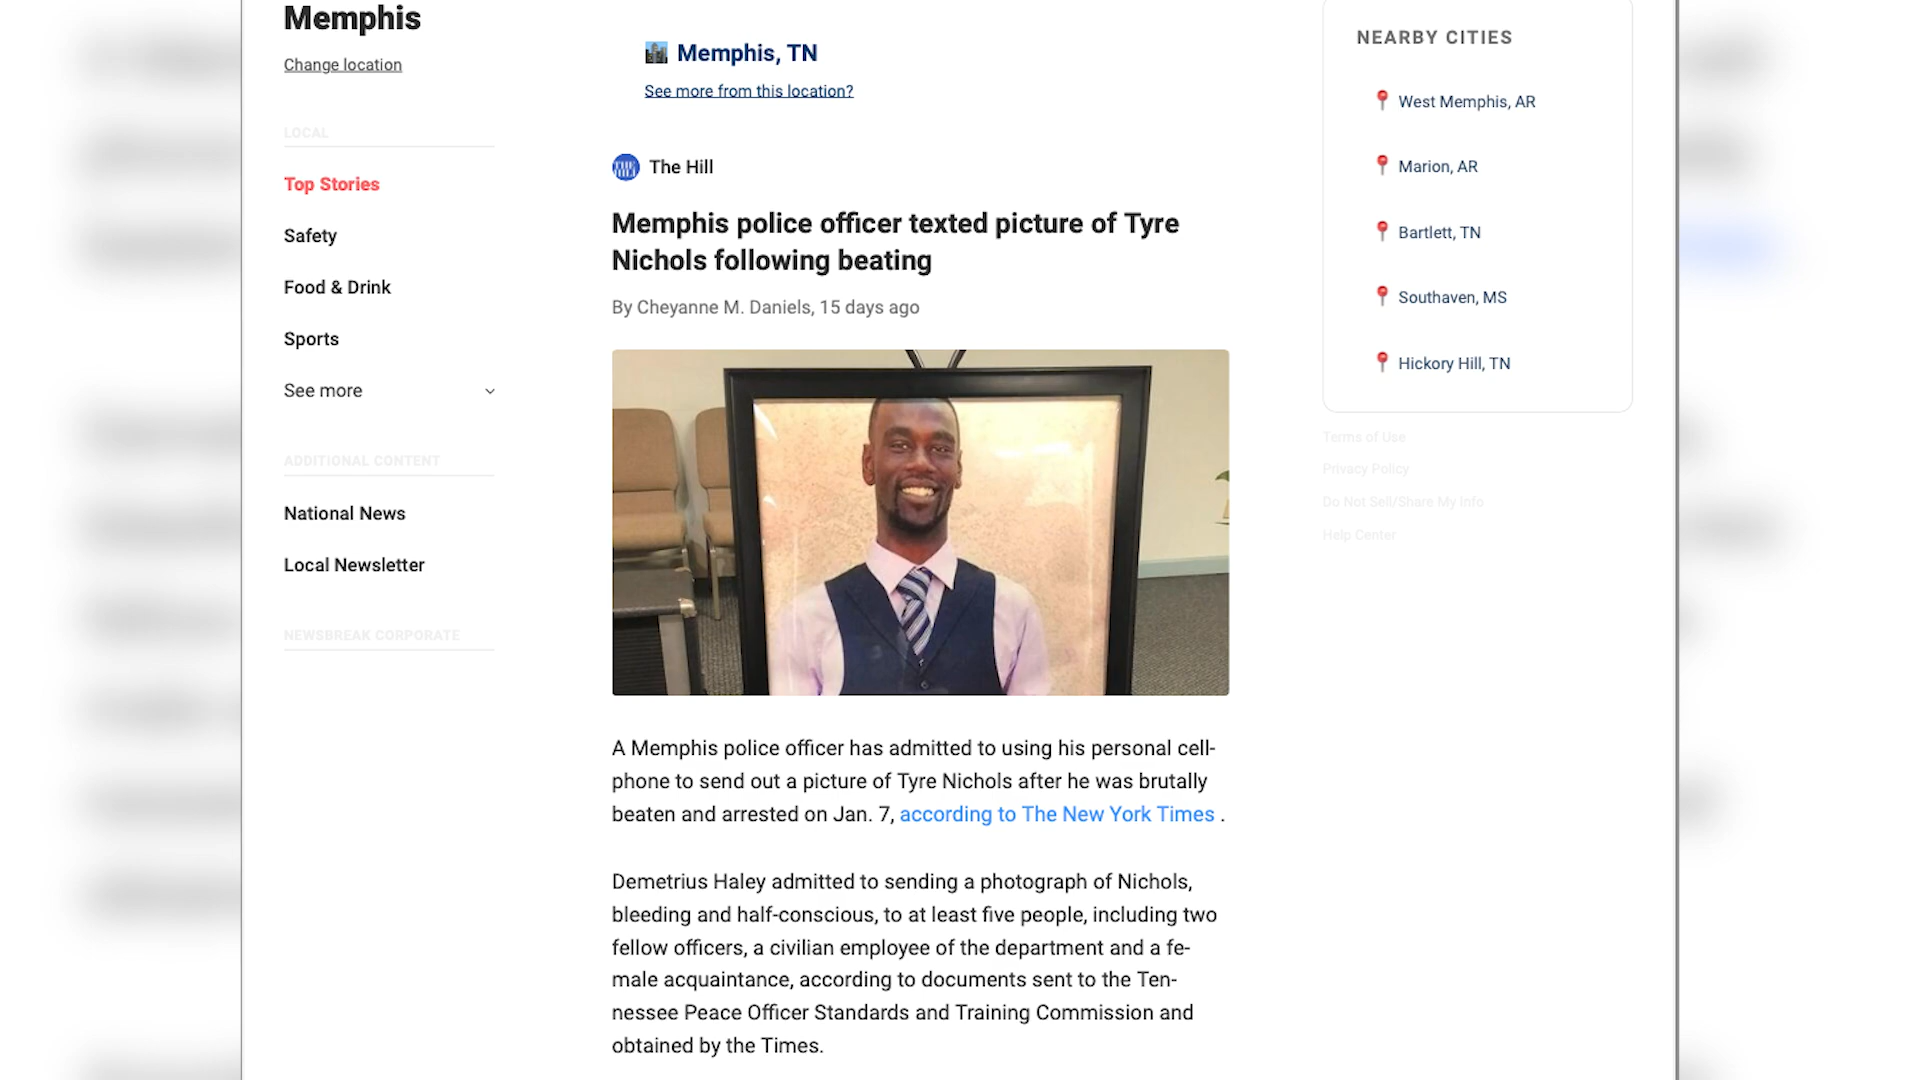 Memphis
Change location
LOCAL
Top Stories
Safety
Food & Drink
Sports
See more
ADDITIONAL CONTENT
National News
Local Newsletter
NEWSBREAK CORPORATE
Memphis, TN
See more from this location?
The Hill
Memphis police officer texted picture of Tyre
Nichols following beating
By Cheyanne M. Daniels, 15 days ago
A Memphis police officer has admitted to using his personal cell-
phone to send out a picture of Tyre Nichols after he was brutally
beaten and arrested on Jan. 7, according to The New York Times .
Demetrius Haley admitted to sending a photograph of Nichols,
bleeding and half-conscious, to at least five people, including two
fellow officers, a civilian employee of the department and a fe-
male acquaintance, according to documents sent to the Ten-
nessee Peace Officer Standards and Training Commission and
obtained by the Times.
NEARBY CITIES
West Memphis, AR
Marion, AR
Bartlett, TN
Southaven, MS
Hickory Hill, TN
Terms of Use
Privacy Policy
Do Not Sell/Share My Info
Help Center